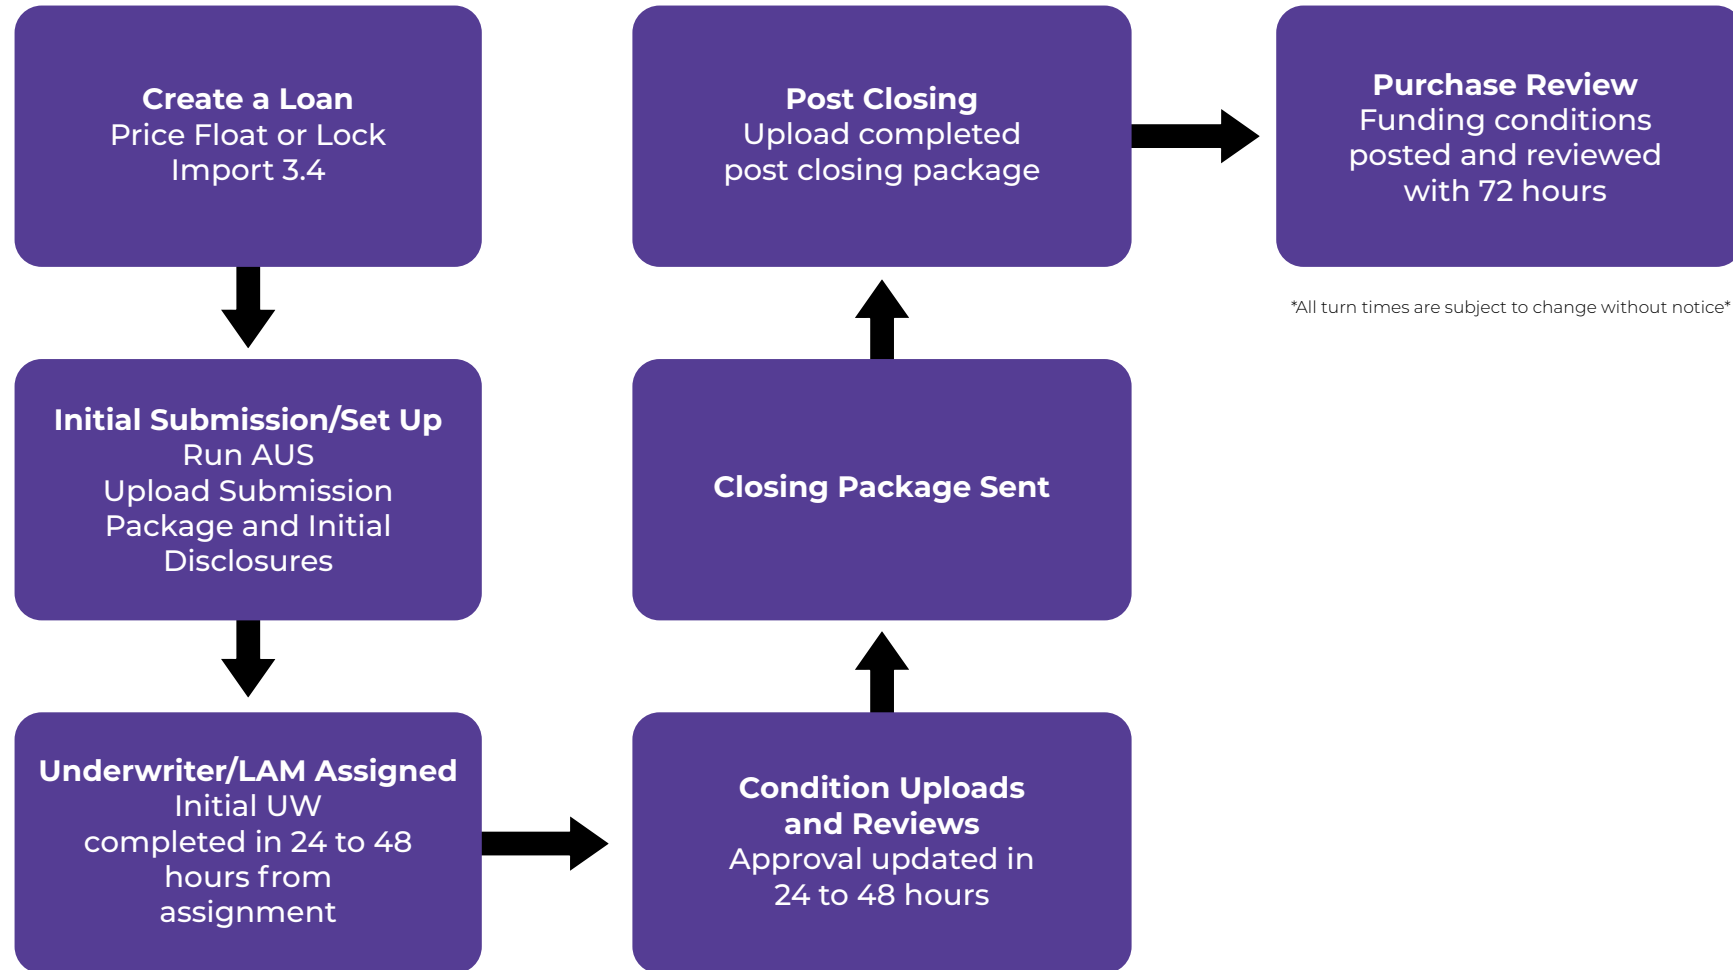 Create a Loan
Price Float or Lock
Import 3.4
Initial Submission/Set Up
Run AUS
Upload Submission
Package and Initial
Disclosures
Underwriter/LAM Assigned
Initial UW
completed in 24 to 48
hours from
assignment
Condition Uploads
and Reviews
Approval updated in
24 to 48 hours
Closing Package Sent
Post Closing
Upload completed
post closing package
Purchase Review
Funding conditions
posted and reviewed
with 72 hours
*All turn times are subject to change without notice*